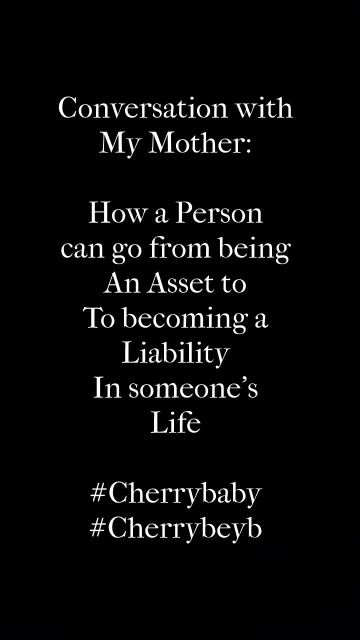 Conversation with
My Mother:
How a Person
can go from being
An Asset to
To becoming a
Liability
In someone's
Life
#Cherrybaby
#Cherrybeyb